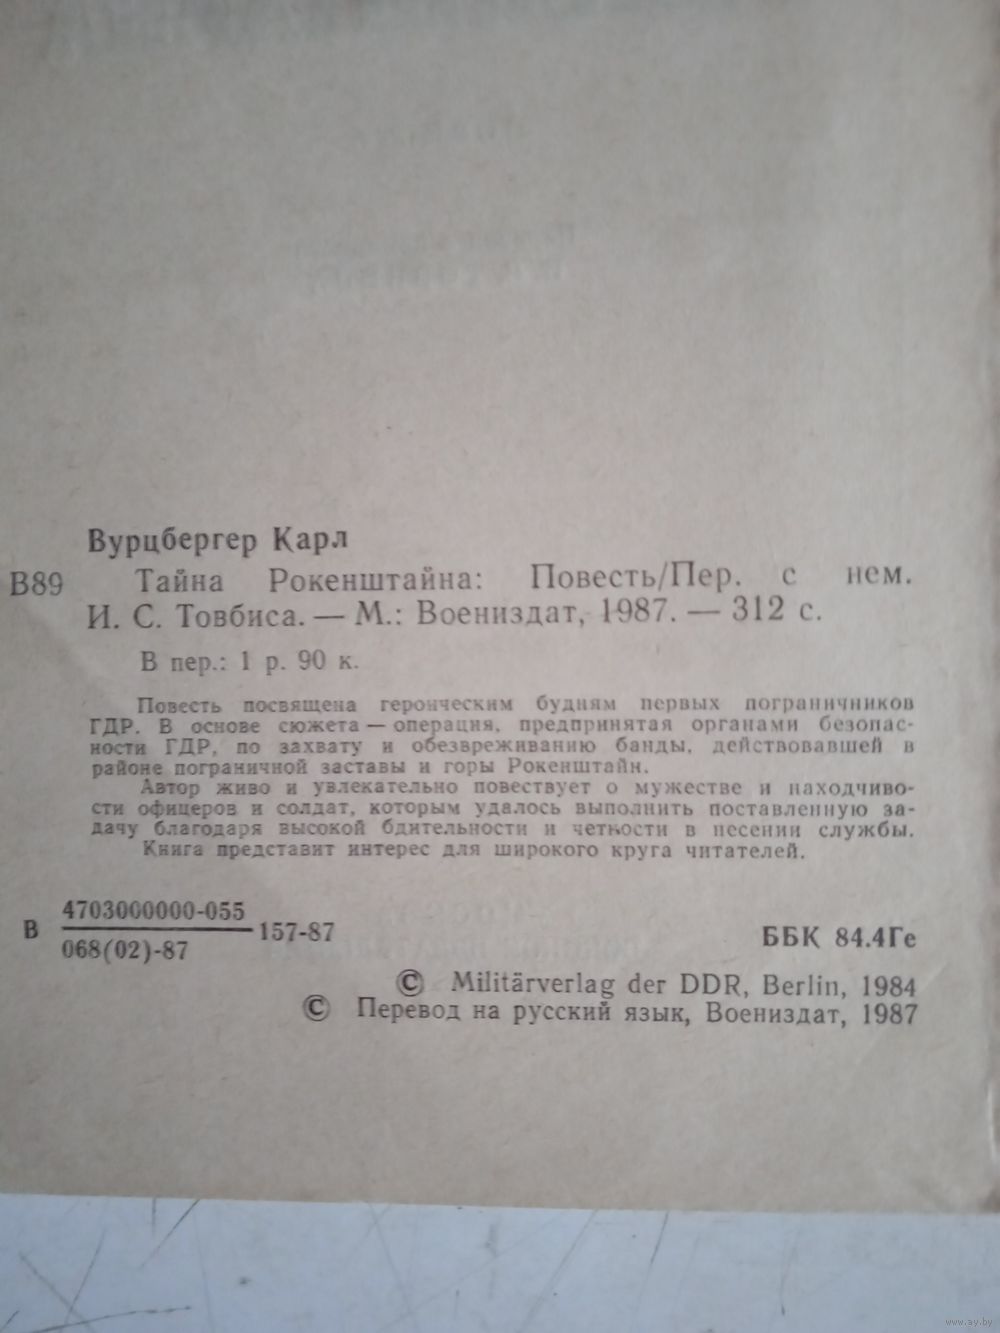 Вурцбергер Карл
В89 Тайна Рокенштайна: Повесть/Пер. с нем.
И. С. Товбиса. — М.: Воениздат, 1987. — 312 с.
В пер.: 1 р. 90 к.
Повесть посвящена героическим будням первых пограничников
ГДР. В основе сюжета — операция, предпринятая органами безопас-
ности ГДР, по захвату и обезвреживанию банды, действовавшей в
районе пограничной заставы и горы Рокенштайн.
Автор живо и увлекательно повествует о мужестве и находчиво-
сти офицеров и солдат, которым удалось выполнить поставленную за-
дачу благодаря высокой бдительности и четкости в несении службы.
Книга представит интерес для широкого круга читателей.
В 4703000000-055
068(02)-87
157-87
ББК 84.4Ге
© Militärverlag der DDR, Berlin, 1984
© Перевод на русский язык, Воениздат, 1987
www.ay.by